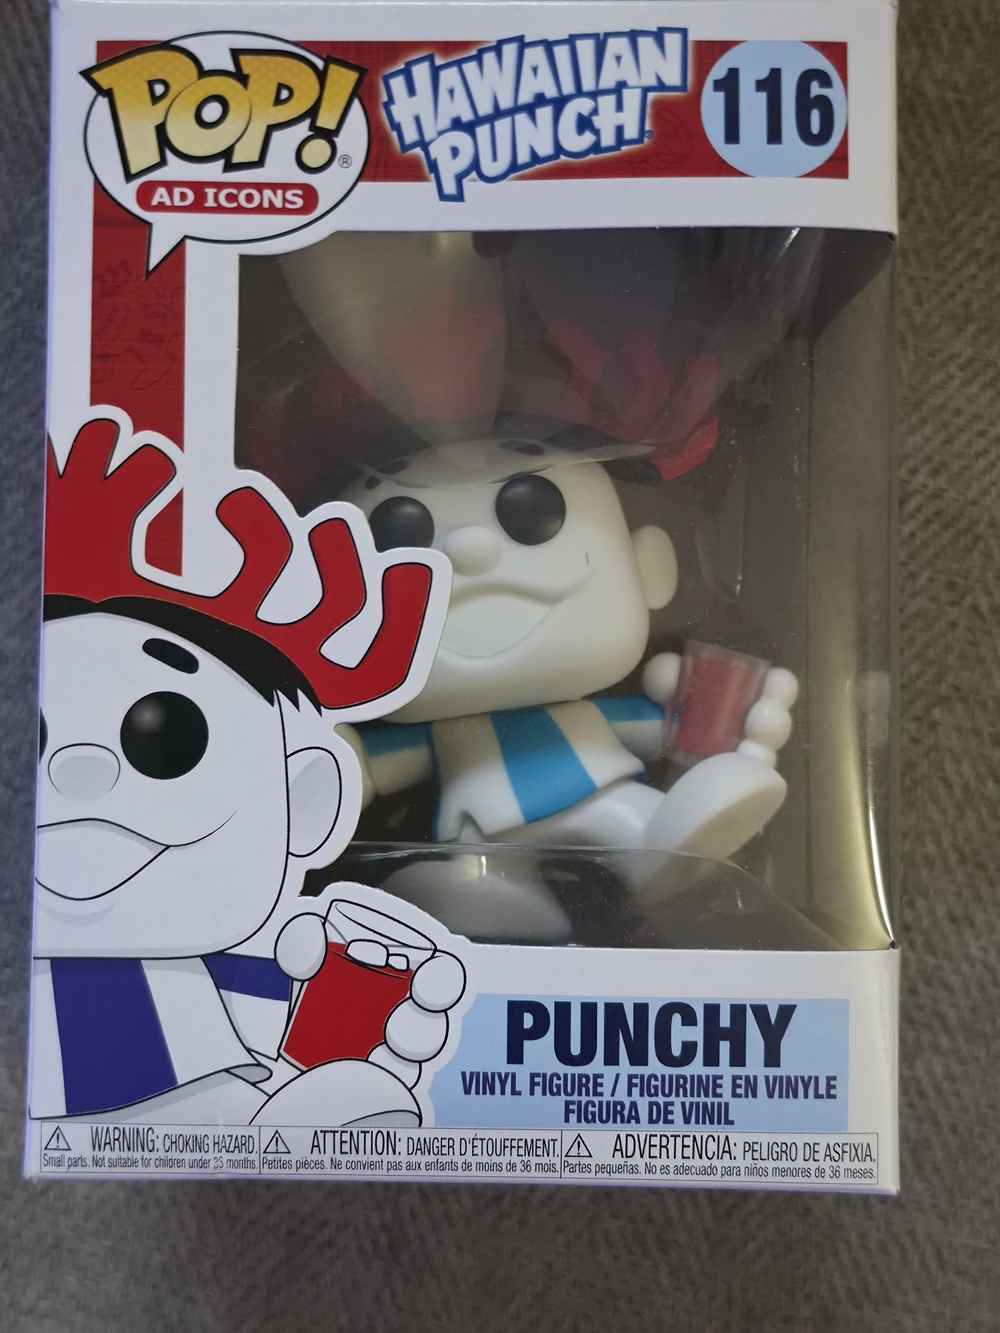 POP!®
AD ICONS
HAWAIIAN
PUNCH®
116
PUNCHY
VINYL FIGURE / FIGURINE EN VINYLE
FIGURA DE VINIL
WARNING: CHOKING HAZARD.
Small parts. Not suitable for children under 36 months.
ATTENTION: DANGER D'ÉTOUFFEMENT.
Petites pièces. Ne convient pas aux enfants de moins de 36 mois.
ADVERTENCIA: PELIGRO DE ASFIXIA.
Partes pequeñas. No es adecuado para niños menores de 36 meses.